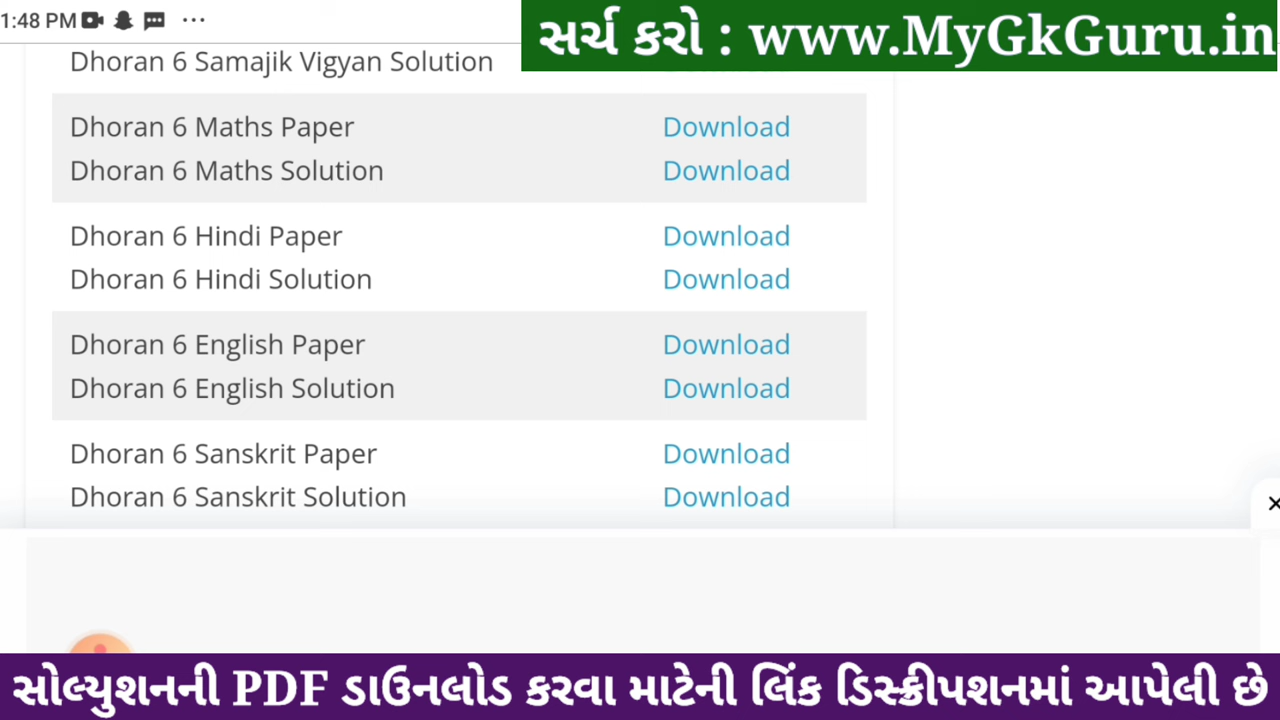 1:48 PM
સર્ચ કરો : www.MyGkGuru.in
Dhoran 6 Samajik Vigyan Solution
Dhoran 6 Maths Paper Download
Dhoran 6 Maths Solution Download
Dhoran 6 Hindi Paper Download
Dhoran 6 Hindi Solution Download
Dhoran 6 English Paper Download
Dhoran 6 English Solution Download
Dhoran 6 Sanskrit Paper Download
Dhoran 6 Sanskrit Solution Download
સોલ્યુશનની PDF ડાઉનલોડ કરવા માટેની લિંક ડિસ્ક્રીપશનમાં આપેલી છે